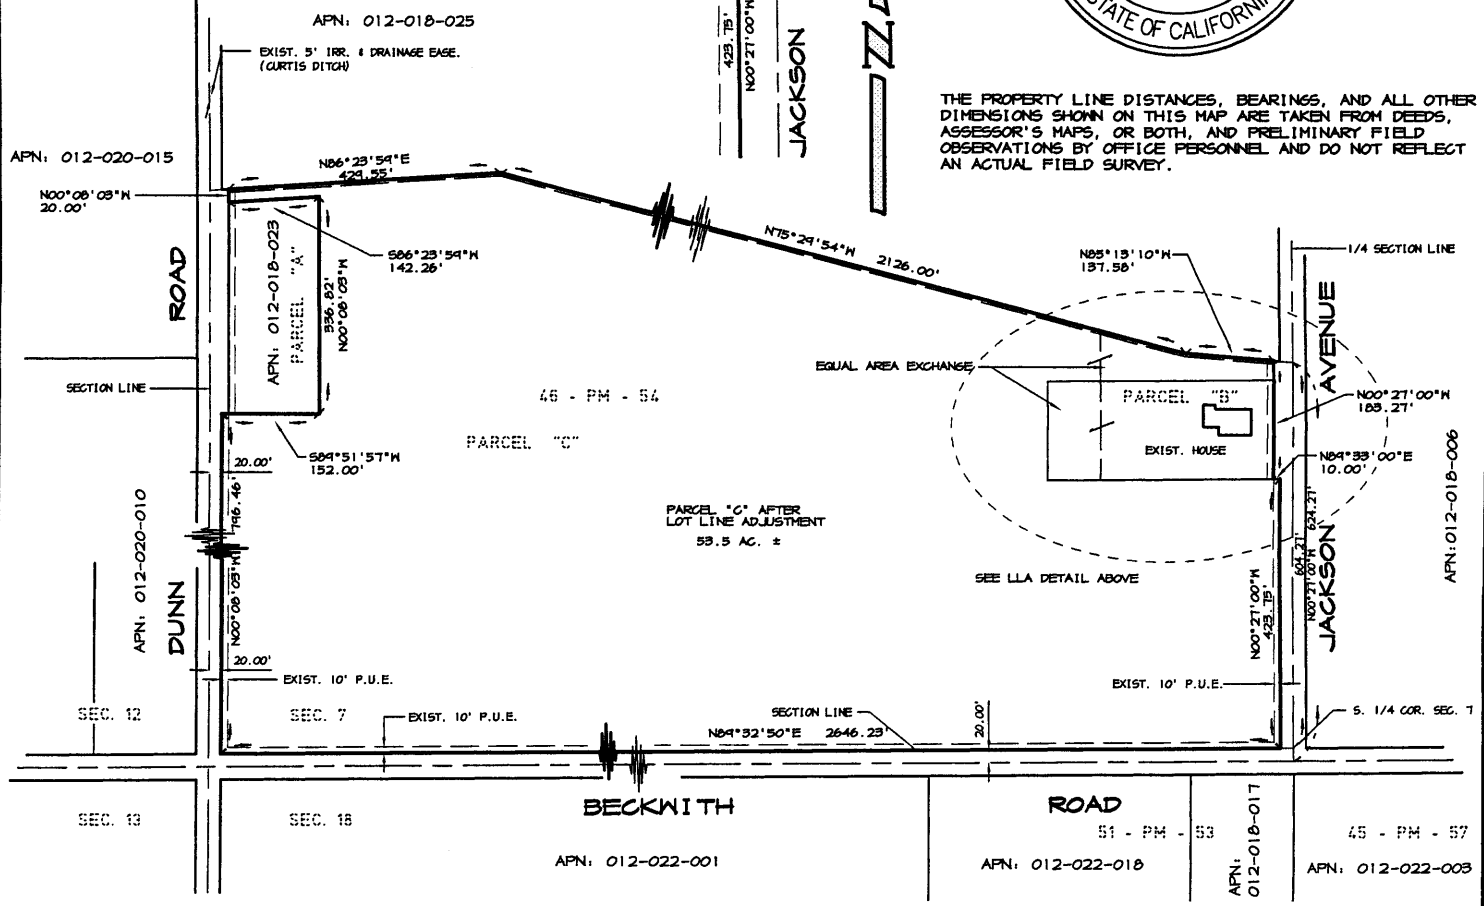 APN: 012-018-025
EXIST. 5' IRR. & DRAINAGE EASE.
(CURTIS DITCH)
423.75'
N00°27'00"W
JACKSON
STATE OF CALIFORNIA
THE PROPERTY LINE DISTANCES, BEARINGS, AND ALL OTHER
DIMENSIONS SHOWN ON THIS MAP ARE TAKEN FROM DEEDS,
ASSESSOR'S MAPS, OR BOTH, AND PRELIMINARY FIELD
OBSERVATIONS BY OFFICE PERSONNEL AND DO NOT REFLECT
AN ACTUAL FIELD SURVEY.
APN: 012-020-015
N86°23'59"E
429.55'
N00°08'03"W
20.00'
ROAD
APN: 012-018-023
PARCEL "A"
S86°23'59"W
142.26'
336.82'
N00°08'03"W
N75°29'54"W 2126.00'
N85°13'10"W
137.58'
1/4 SECTION LINE
AVENUE
SECTION LINE
EQUAL AREA EXCHANGE
46 - PM - 54
PARCEL "C"
PARCEL "B"
EXIST. HOUSE
N00°27'00"W
183.27'
S89°51'57"W
152.00'
N89°33'00"E
10.00'
20.00'
796.46'
N00°08'03"W
APN: 012-020-010
DUNN
PARCEL "C" AFTER
LOT LINE ADJUSTMENT
53.5 AC. ±
SEE LLA DETAIL ABOVE
N00°27'00"W
423.75'
604.27'
N00°27'00"W 624.27'
JACKSON
APN: 012-018-006
20.00'
EXIST. 10' P.U.E.
EXIST. 10' P.U.E.
SEC. 12
SEC. 7
EXIST. 10' P.U.E.
SECTION LINE
N89°32'50"E 2646.23'
20.00'
S. 1/4 COR. SEC. 7
SEC. 13
SEC. 18
BECKWITH
ROAD
51 - PM - 53
45 - PM - 57
APN: 012-022-001
APN: 012-022-018
APN:
012-018-017
APN: 012-022-003